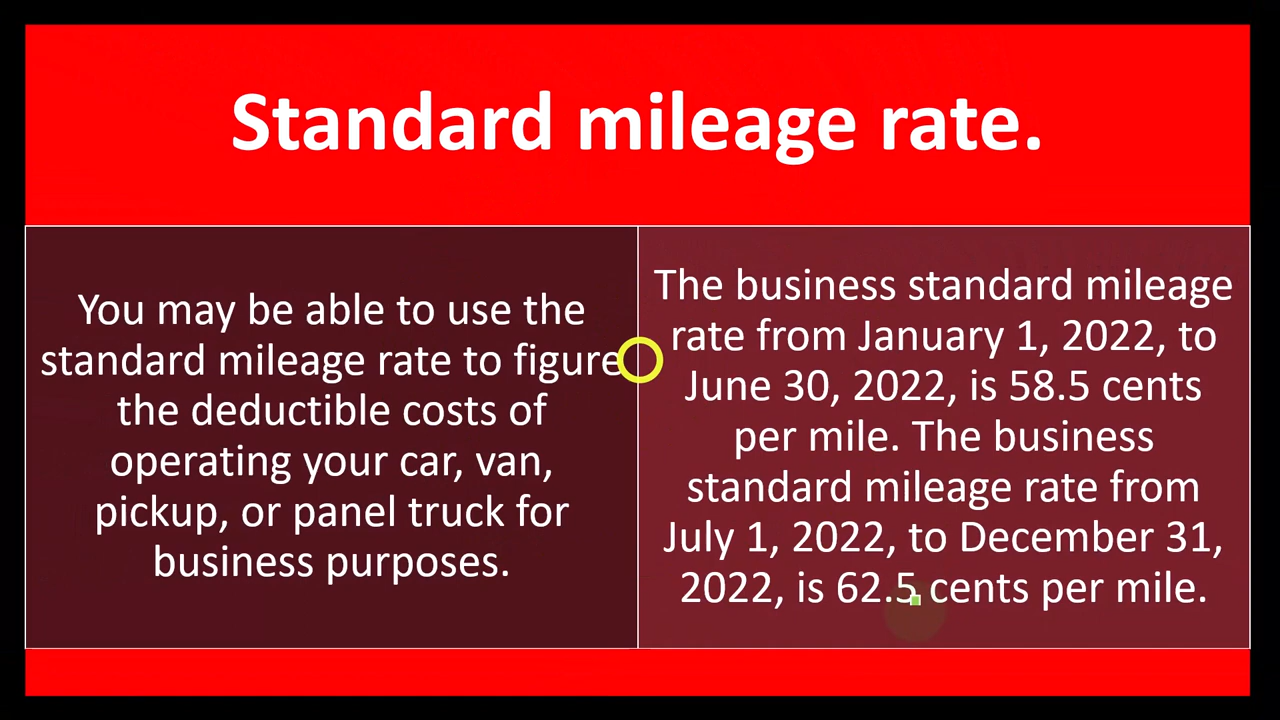 Standard mileage rate.
You may be able to use the
standard mileage rate to figure
the deductible costs of
operating your car, van,
pickup, or panel truck for
business purposes.
The business standard mileage
rate from January 1, 2022, to
June 30, 2022, is 58.5 cents
per mile. The business
standard mileage rate from
July 1, 2022, to December 31,
2022, is 62.5 cents per mile.